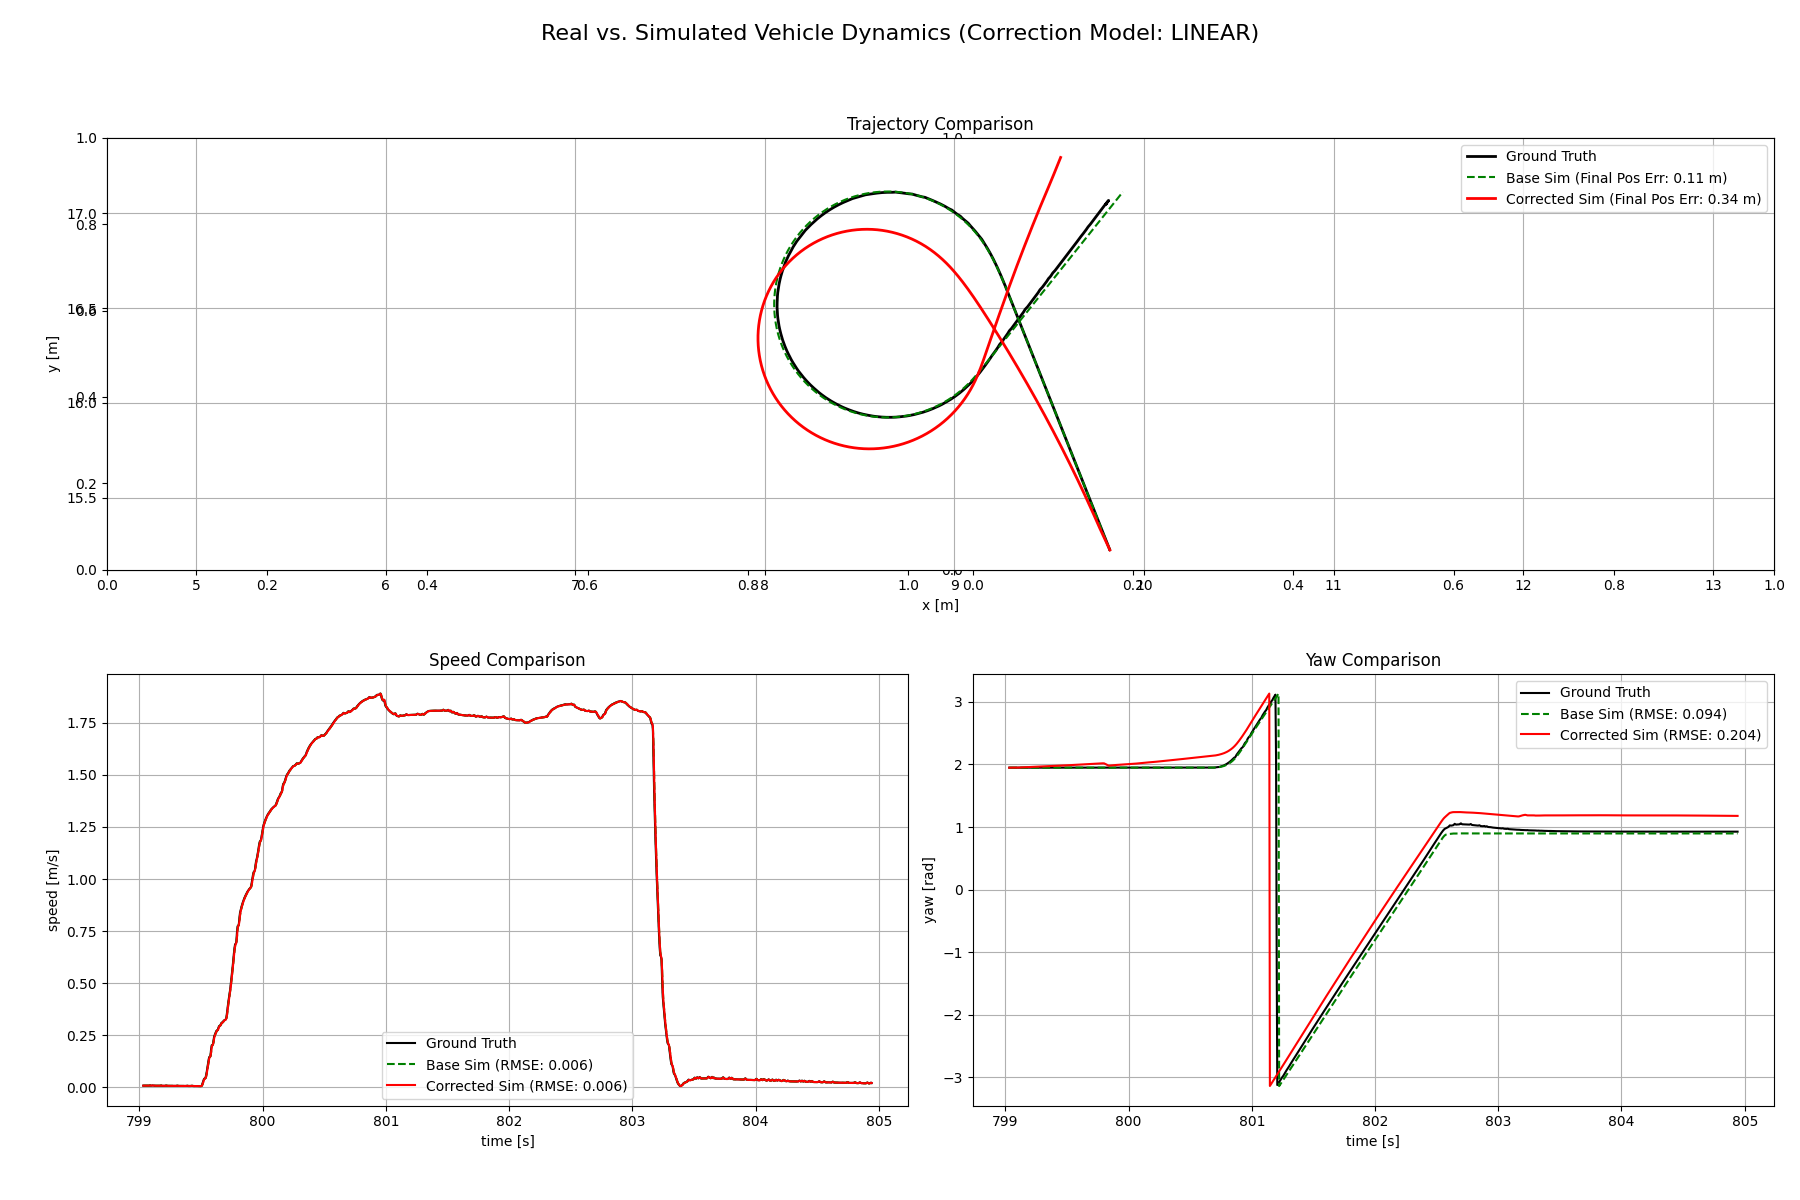 Real vs. Simulated Vehicle Dynamics (Correction Model: LINEAR)
Trajectory Comparison
1.0
1.0
Ground Truth
Base Sim (Final Pos Err: 0.11 m)
Corrected Sim (Final Pos Err: 0.34 m)
17.0
0.8
16.5
0.6
0.4
16.0
0.2
15.5
0.0
y [m]
0.0 5 0.2 6 0.4 7 0.6 0.8 8 1.0 9 0.0 0.2 10 0.4 11 0.6 12 0.8 13 1.0
x [m]
Speed Comparison
1.75
1.50
1.25
1.00
0.75
0.50
0.25
0.00
speed [m/s]
Ground Truth
Base Sim (RMSE: 0.006)
Corrected Sim (RMSE: 0.006)
799 800 801 802 803 804 805
time [s]
Yaw Comparison
3
2
1
0
−1
−2
−3
yaw [rad]
Ground Truth
Base Sim (RMSE: 0.094)
Corrected Sim (RMSE: 0.204)
799 800 801 802 803 804 805
time [s]